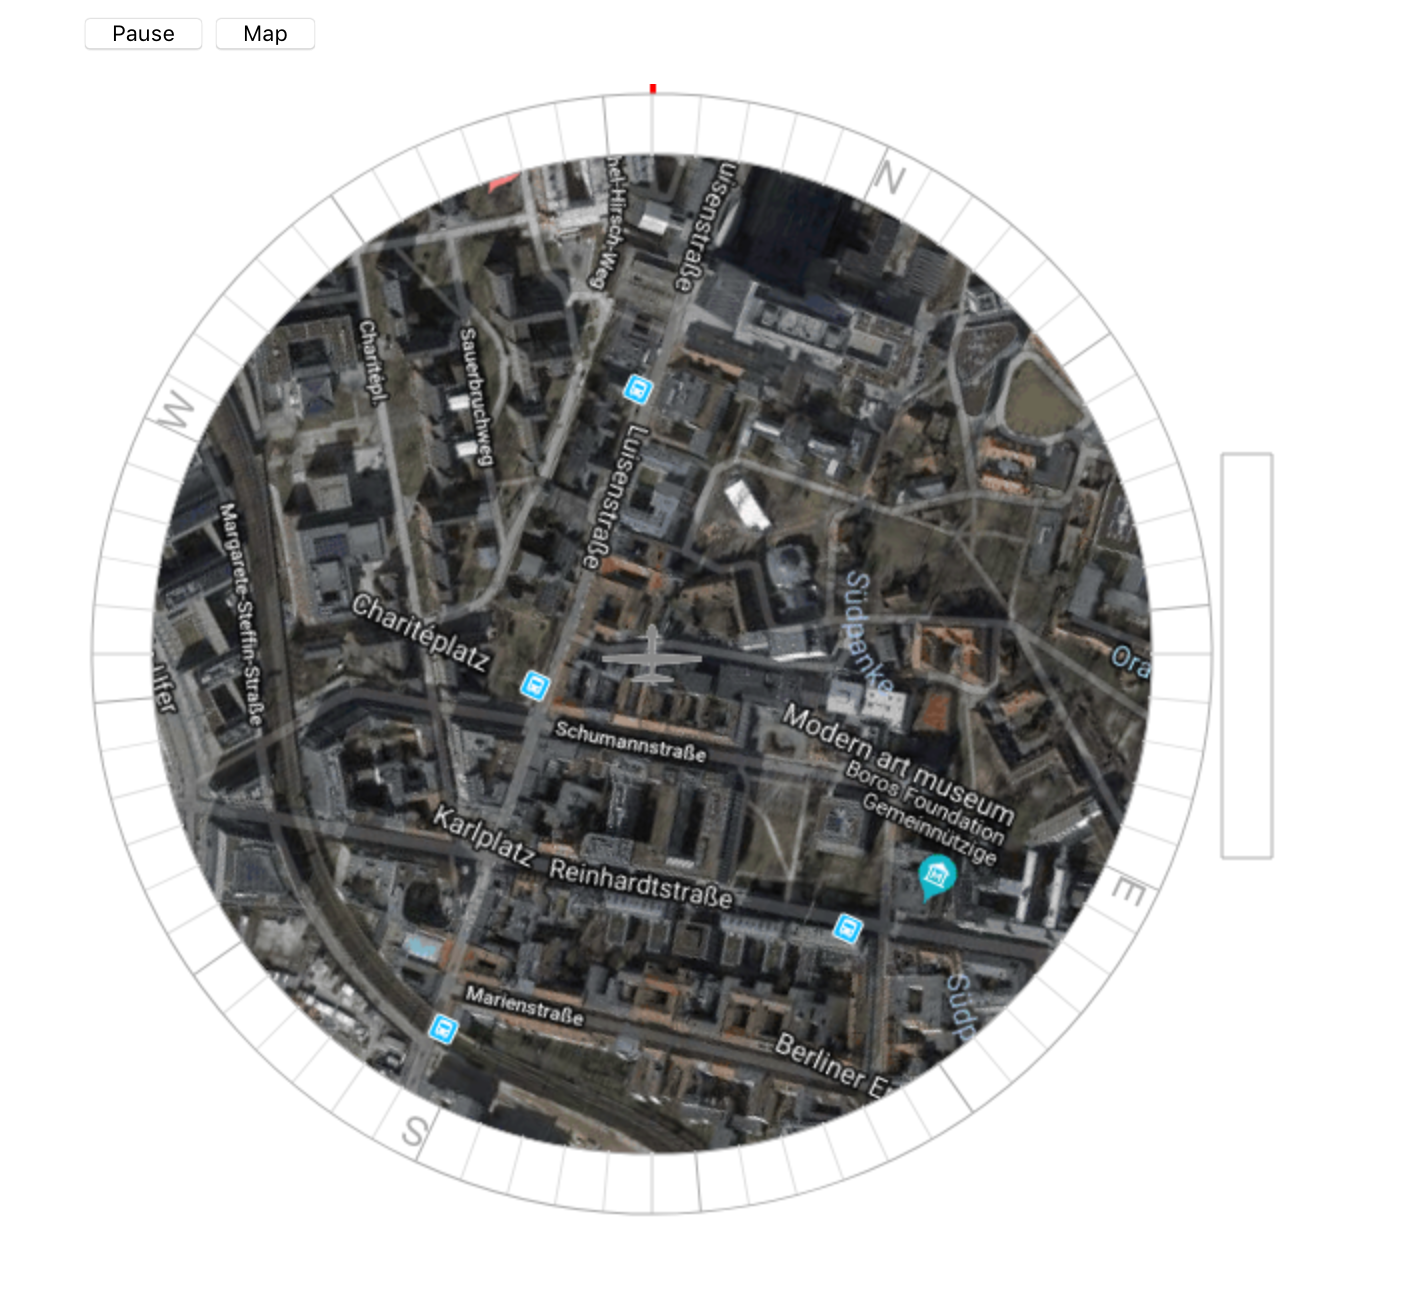 Pause
Map
N
hel-Hirsch-Weg
uisenstraße
Charitépl.
Sauerbruchweg
W
Luisenstraße
Margarete-Steffin-Straße
Südpanke
Charitéplatz
Ora
Ufer
Schumannstraße
Modern art museum
Boros Foundation
Gemeinnützige
Karlplatz
Reinhardtstraße
E
Marienstraße
Südp
Berliner E
S